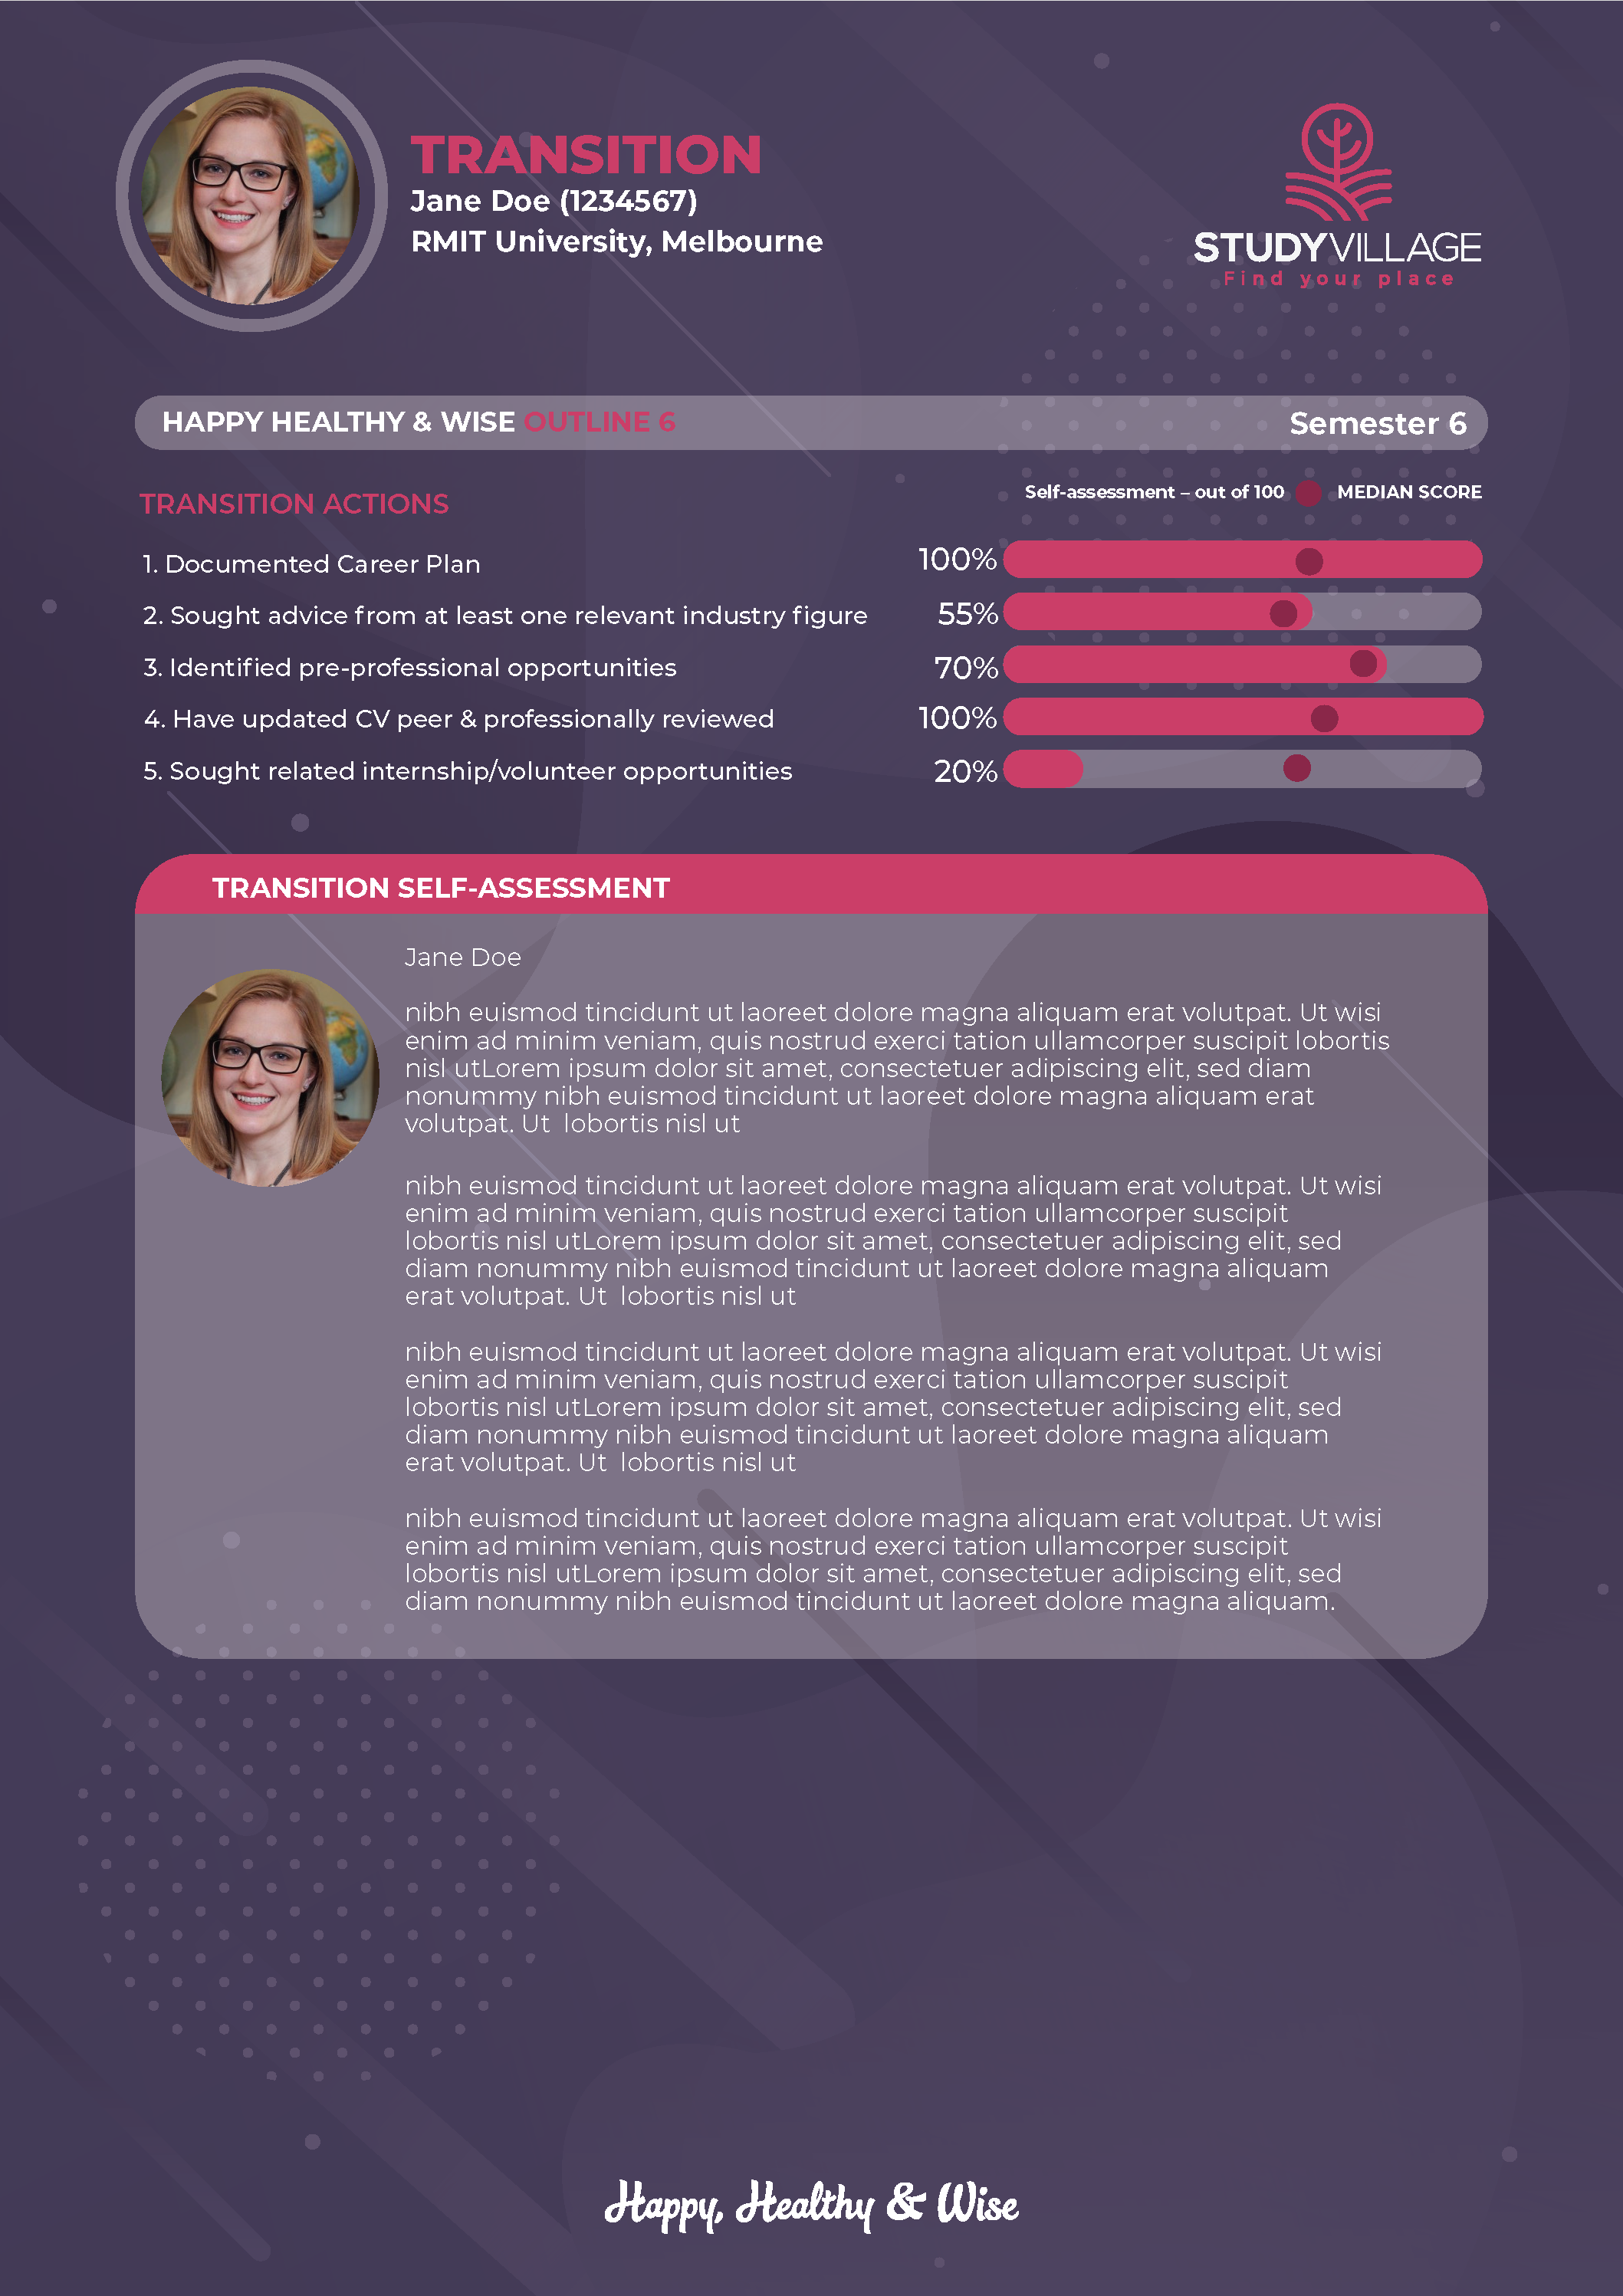 TRANSITION
Jane Doe (1234567)
RMIT University, Melbourne
STUDYVILLAGE
Find your place
HAPPY HEALTHY & WISE OUTLINE 6
Semester 6
TRANSITION ACTIONS
Self-assessment – out of 100
MEDIAN SCORE
1. Documented Career Plan
100%
2. Sought advice from at least one relevant industry figure
55%
3. Identified pre-professional opportunities
70%
4. Have updated CV peer & professionally reviewed
100%
5. Sought related internship/volunteer opportunities
20%
TRANSITION SELF-ASSESSMENT
Jane Doe
nibh euismod tincidunt ut laoreet dolore magna aliquam erat volutpat. Ut wisi
enim ad minim veniam, quis nostrud exerci tation ullamcorper suscipit lobortis
nisl utLorem ipsum dolor sit amet, consectetuer adipiscing elit, sed diam
nonummy nibh euismod tincidunt ut laoreet dolore magna aliquam erat
volutpat. Ut  lobortis nisl ut
nibh euismod tincidunt ut laoreet dolore magna aliquam erat volutpat. Ut wisi
enim ad minim veniam, quis nostrud exerci tation ullamcorper suscipit
lobortis nisl utLorem ipsum dolor sit amet, consectetuer adipiscing elit, sed
diam nonummy nibh euismod tincidunt ut laoreet dolore magna aliquam
erat volutpat. Ut  lobortis nisl ut
nibh euismod tincidunt ut laoreet dolore magna aliquam erat volutpat. Ut wisi
enim ad minim veniam, quis nostrud exerci tation ullamcorper suscipit
lobortis nisl utLorem ipsum dolor sit amet, consectetuer adipiscing elit, sed
diam nonummy nibh euismod tincidunt ut laoreet dolore magna aliquam
erat volutpat. Ut  lobortis nisl ut
nibh euismod tincidunt ut laoreet dolore magna aliquam erat volutpat. Ut wisi
enim ad minim veniam, quis nostrud exerci tation ullamcorper suscipit
lobortis nisl utLorem ipsum dolor sit amet, consectetuer adipiscing elit, sed
diam nonummy nibh euismod tincidunt ut laoreet dolore magna aliquam.
Happy, Healthy & Wise